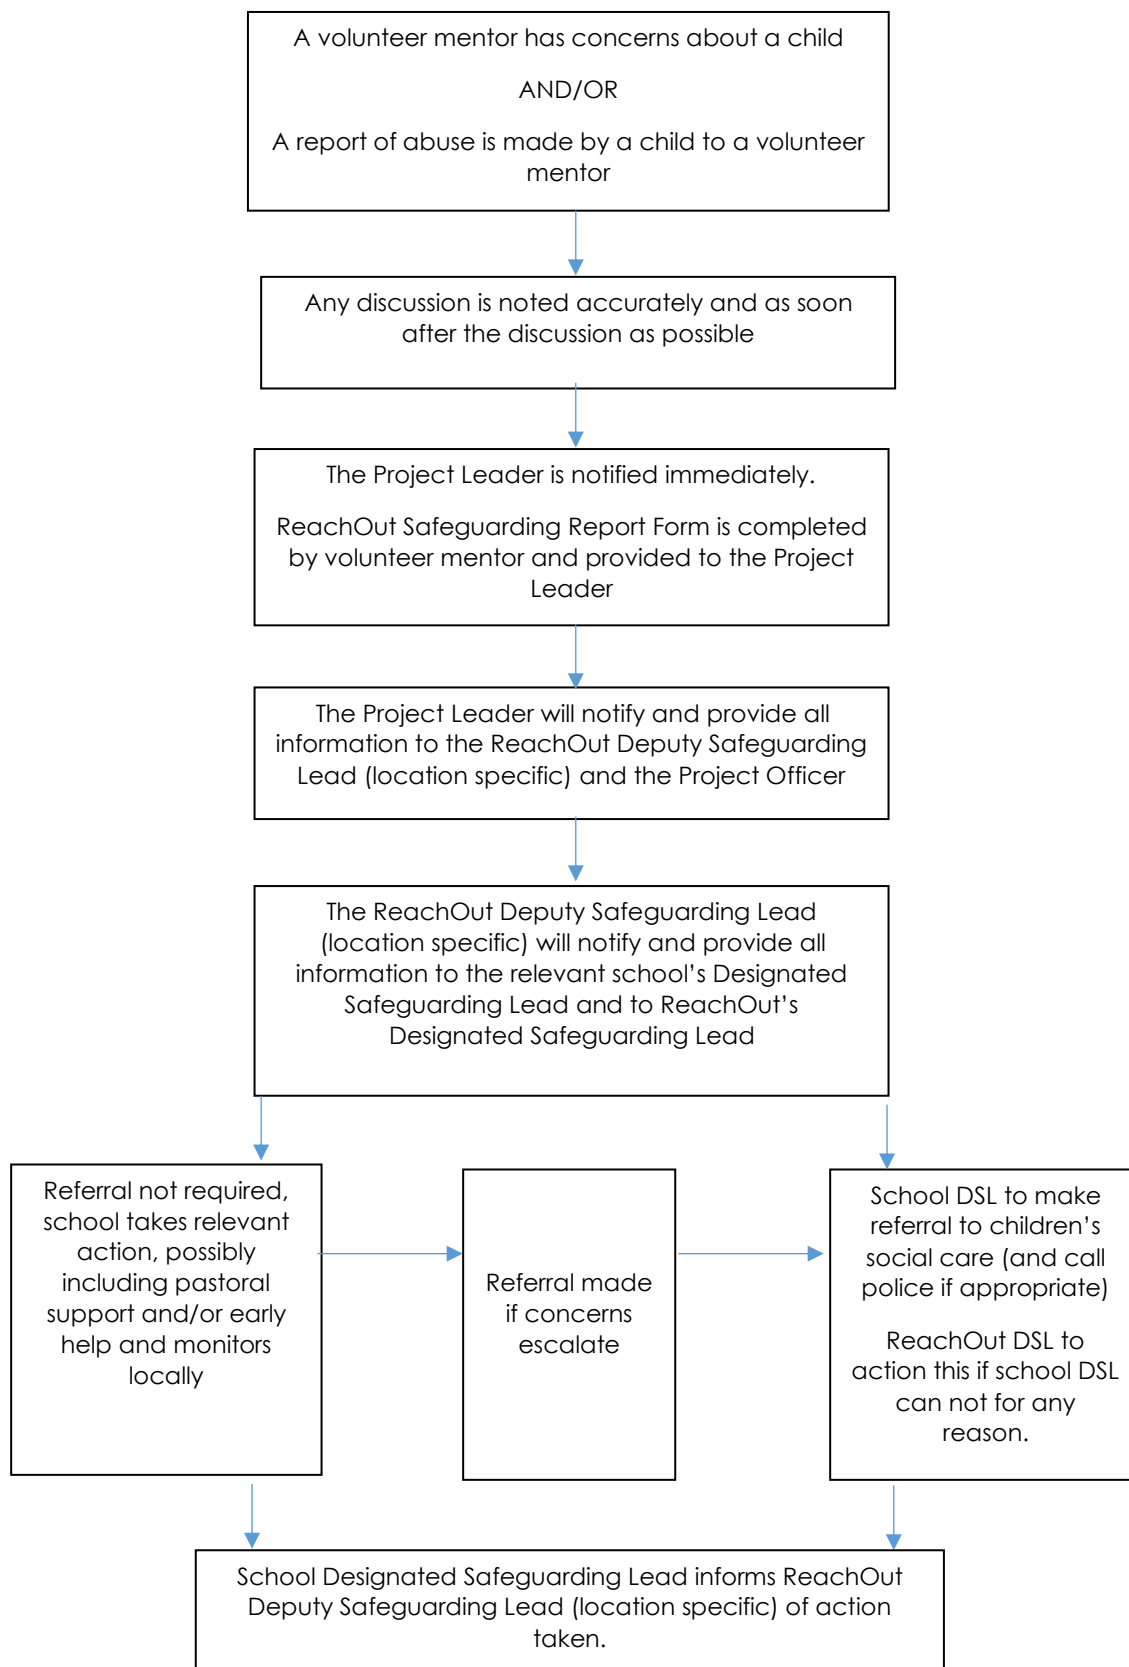 A volunteer mentor has concerns about a child
AND/OR
A report of abuse is made by a child to a volunteer
mentor
Any discussion is noted accurately and as soon
after the discussion as possible
The Project Leader is notified immediately.
ReachOut Safeguarding Report Form is completed
by volunteer mentor and provided to the Project
Leader
The Project Leader will notify and provide all
information to the ReachOut Deputy Safeguarding
Lead (location specific) and the Project Officer
The ReachOut Deputy Safeguarding Lead
(location specific) will notify and provide all
information to the relevant school’s Designated
Safeguarding Lead and to ReachOut’s
Designated Safeguarding Lead
Referral not required,
school takes relevant
action, possibly
including pastoral
support and/or early
help and monitors
locally
Referral made
if concerns
escalate
School DSL to make
referral to children’s
social care (and call
police if appropriate)
ReachOut DSL to
action this if school DSL
can not for any
reason.
School Designated Safeguarding Lead informs ReachOut
Deputy Safeguarding Lead (location specific) of action
taken.